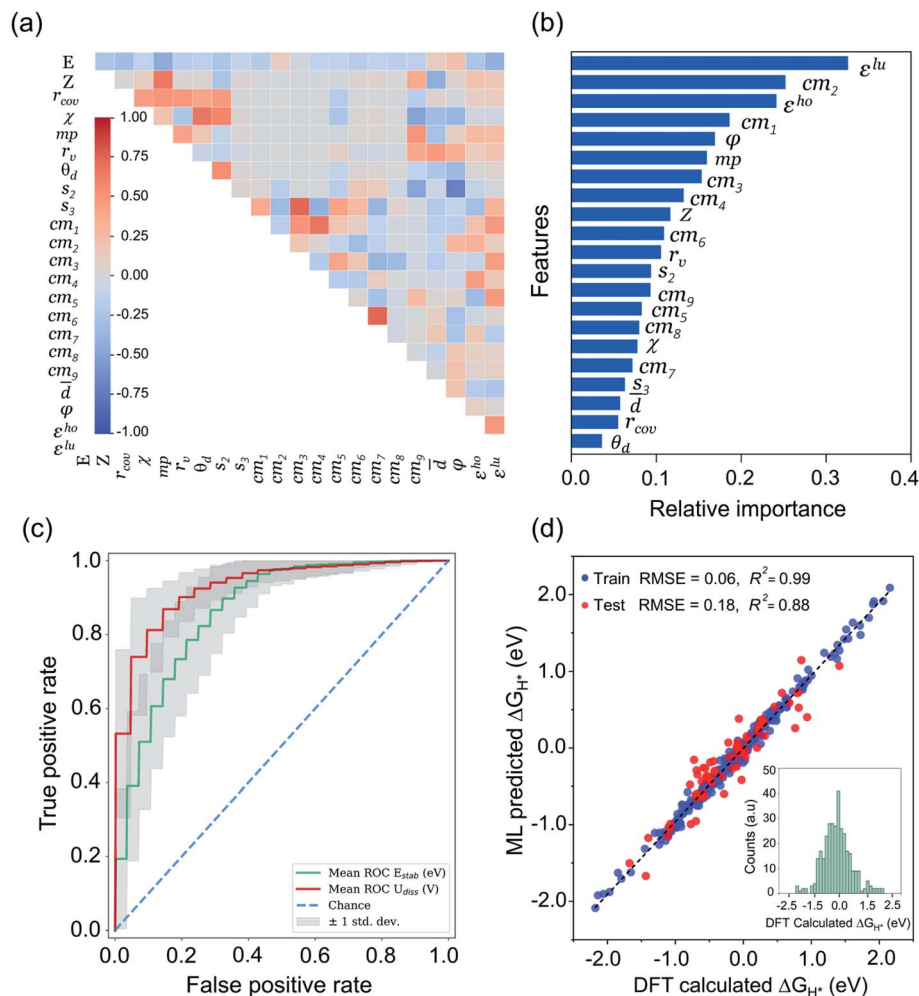 (a)
E
Z
r_cov
χ
mp
r_v
θ_d
s_2
s_3
cm_1
cm_2
cm_3
cm_4
cm_5
cm_6
cm_7
cm_8
cm_9
d̅
φ
ε^ho
ε^lu
1.00
0.75
0.50
0.25
0.00
-0.25
-0.50
-0.75
-1.00
E Z r_cov χ mp r_v θ_d s_2 s_3 cm_1 cm_2 cm_3 cm_4 cm_5 cm_6 cm_7 cm_8 cm_9 d̅ φ ε^ho ε^lu
(b)
Features
ε^lu
cm_2
ε^ho
cm_1
φ
mp
cm_3
cm_4
Z
cm_6
r_v
s_2
cm_9
cm_5
cm_8
χ
cm_7
s_3
d̅
r_cov
θ_d
0.0 0.1 0.2 0.3 0.4
Relative importance
(c)
True positive rate
1.0
0.8
0.6
0.4
0.2
0.0
Mean ROC E_stab (eV)
Mean ROC U_diss (V)
Chance
± 1 std. dev.
0.0 0.2 0.4 0.6 0.8 1.0
False positive rate
(d)
ML predicted ΔG_H* (eV)
Train RMSE = 0.06, R² = 0.99
Test RMSE = 0.18, R² = 0.88
2.0
1.0
0.0
-1.0
-2.0
Counts (a.u)
50
40
30
20
10
0
-2.5 0.0 2.5
DFT Calculated ΔG_H* (eV)
-2.0 -1.0 0.0 1.0 2.0
DFT calculated ΔG_H* (eV)